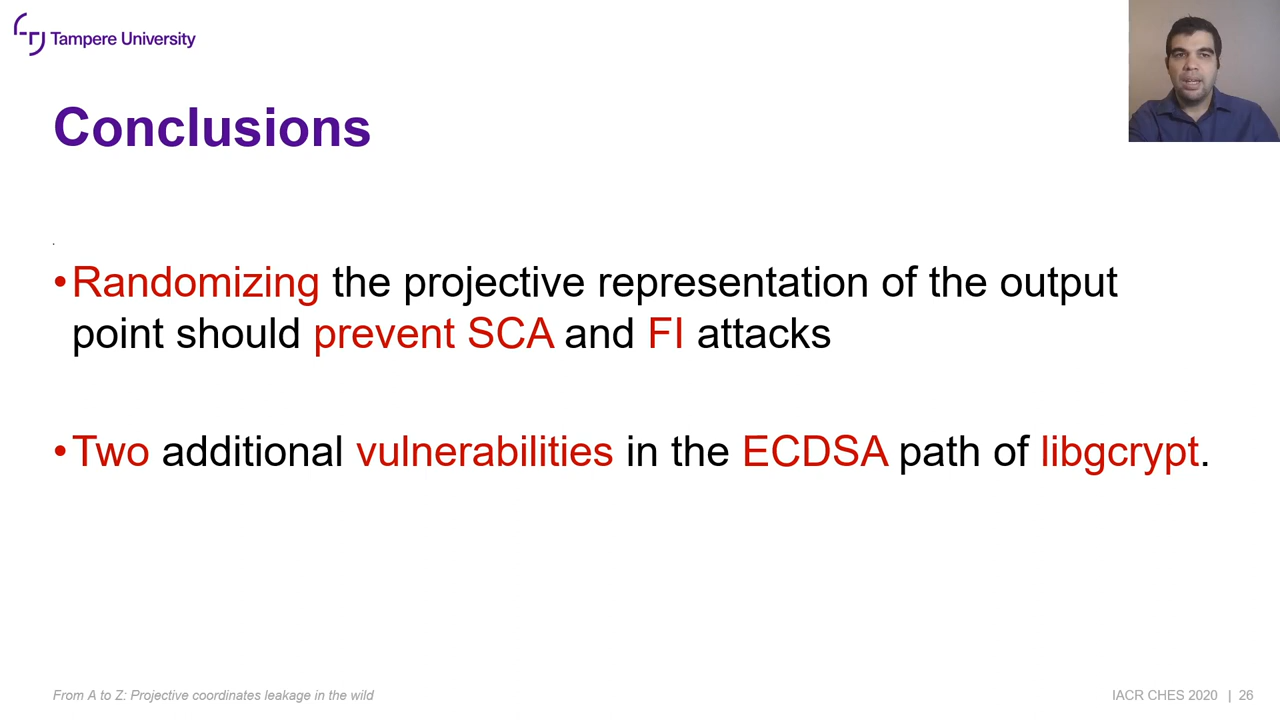 Tampere University
Conclusions
•Randomizing the projective representation of the output
point should prevent SCA and FI attacks
•Two additional vulnerabilities in the ECDSA path of libgcrypt.
From A to Z: Projective coordinates leakage in the wild
IACR CHES 2020 | 26